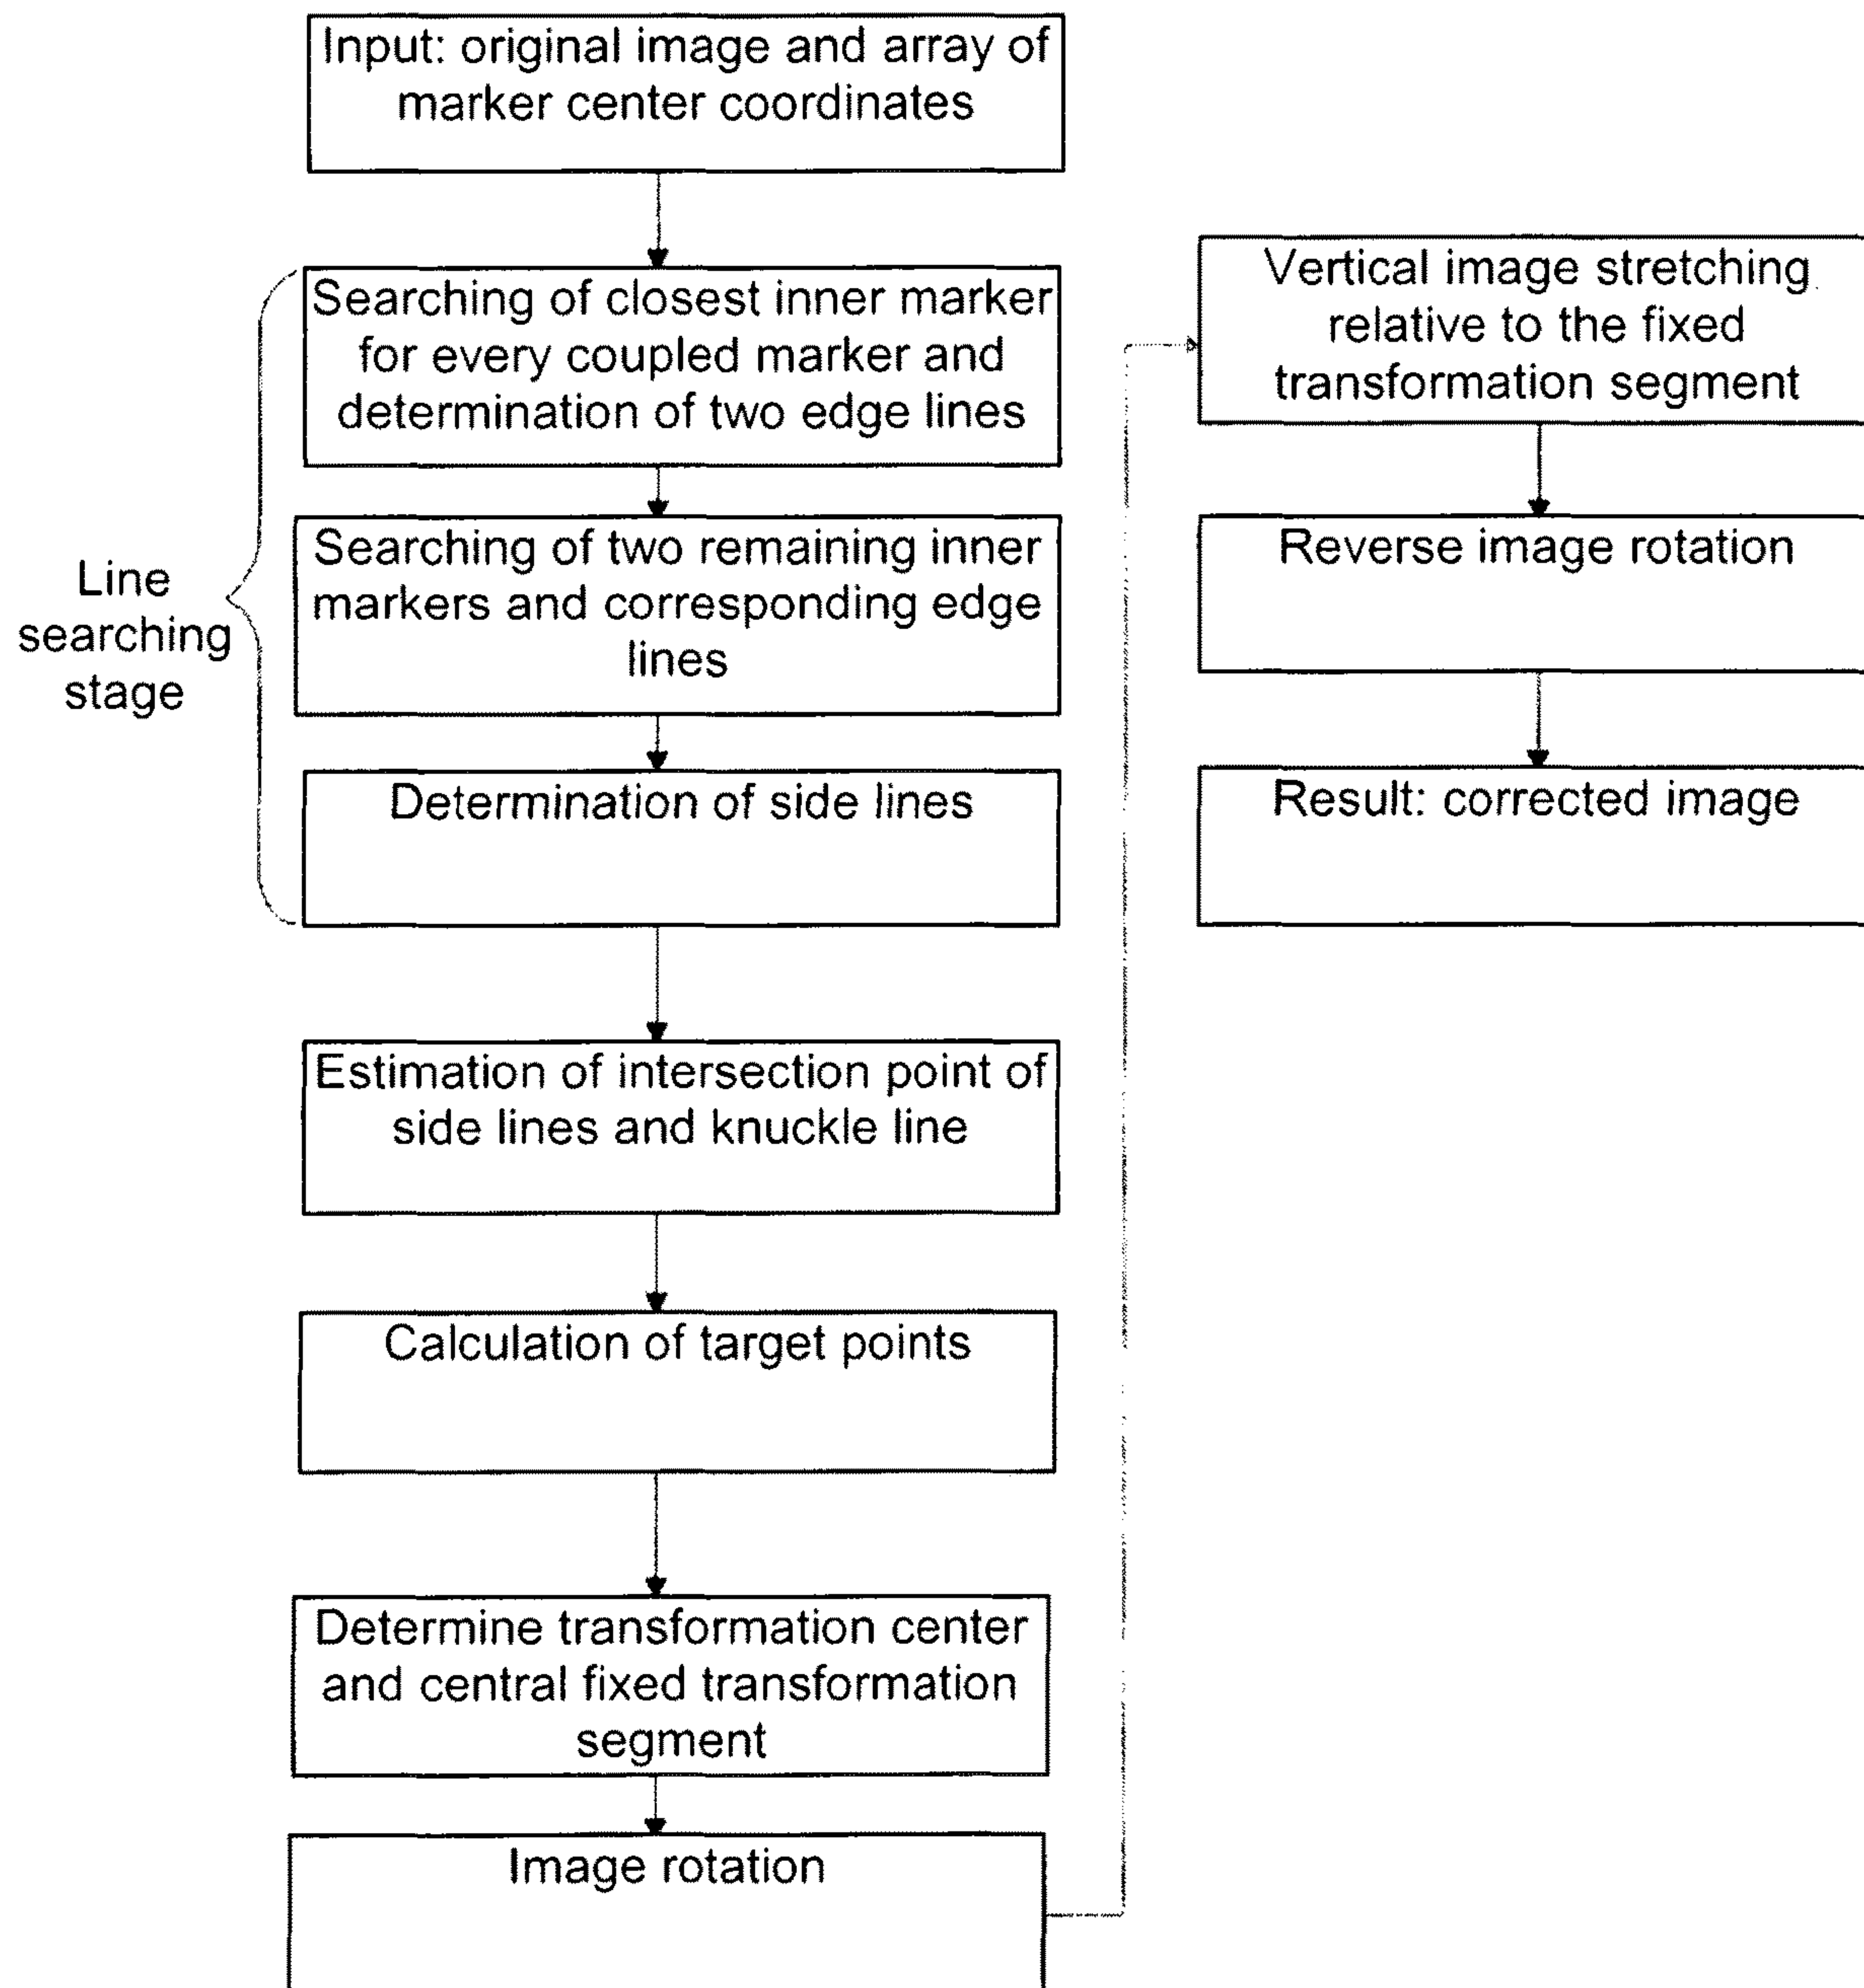 Input: original image and array of
marker center coordinates
Searching of closest inner marker
for every coupled marker and
determination of two edge lines
Searching of two remaining inner
markers and corresponding edge
lines
Line
searching
stage
Determination of side lines
Estimation of intersection point of
side lines and knuckle line
Calculation of target points
Determine transformation center
and central fixed transformation
segment
Image rotation
Vertical image stretching
relative to the fixed
transformation segment
Reverse image rotation
Result: corrected image